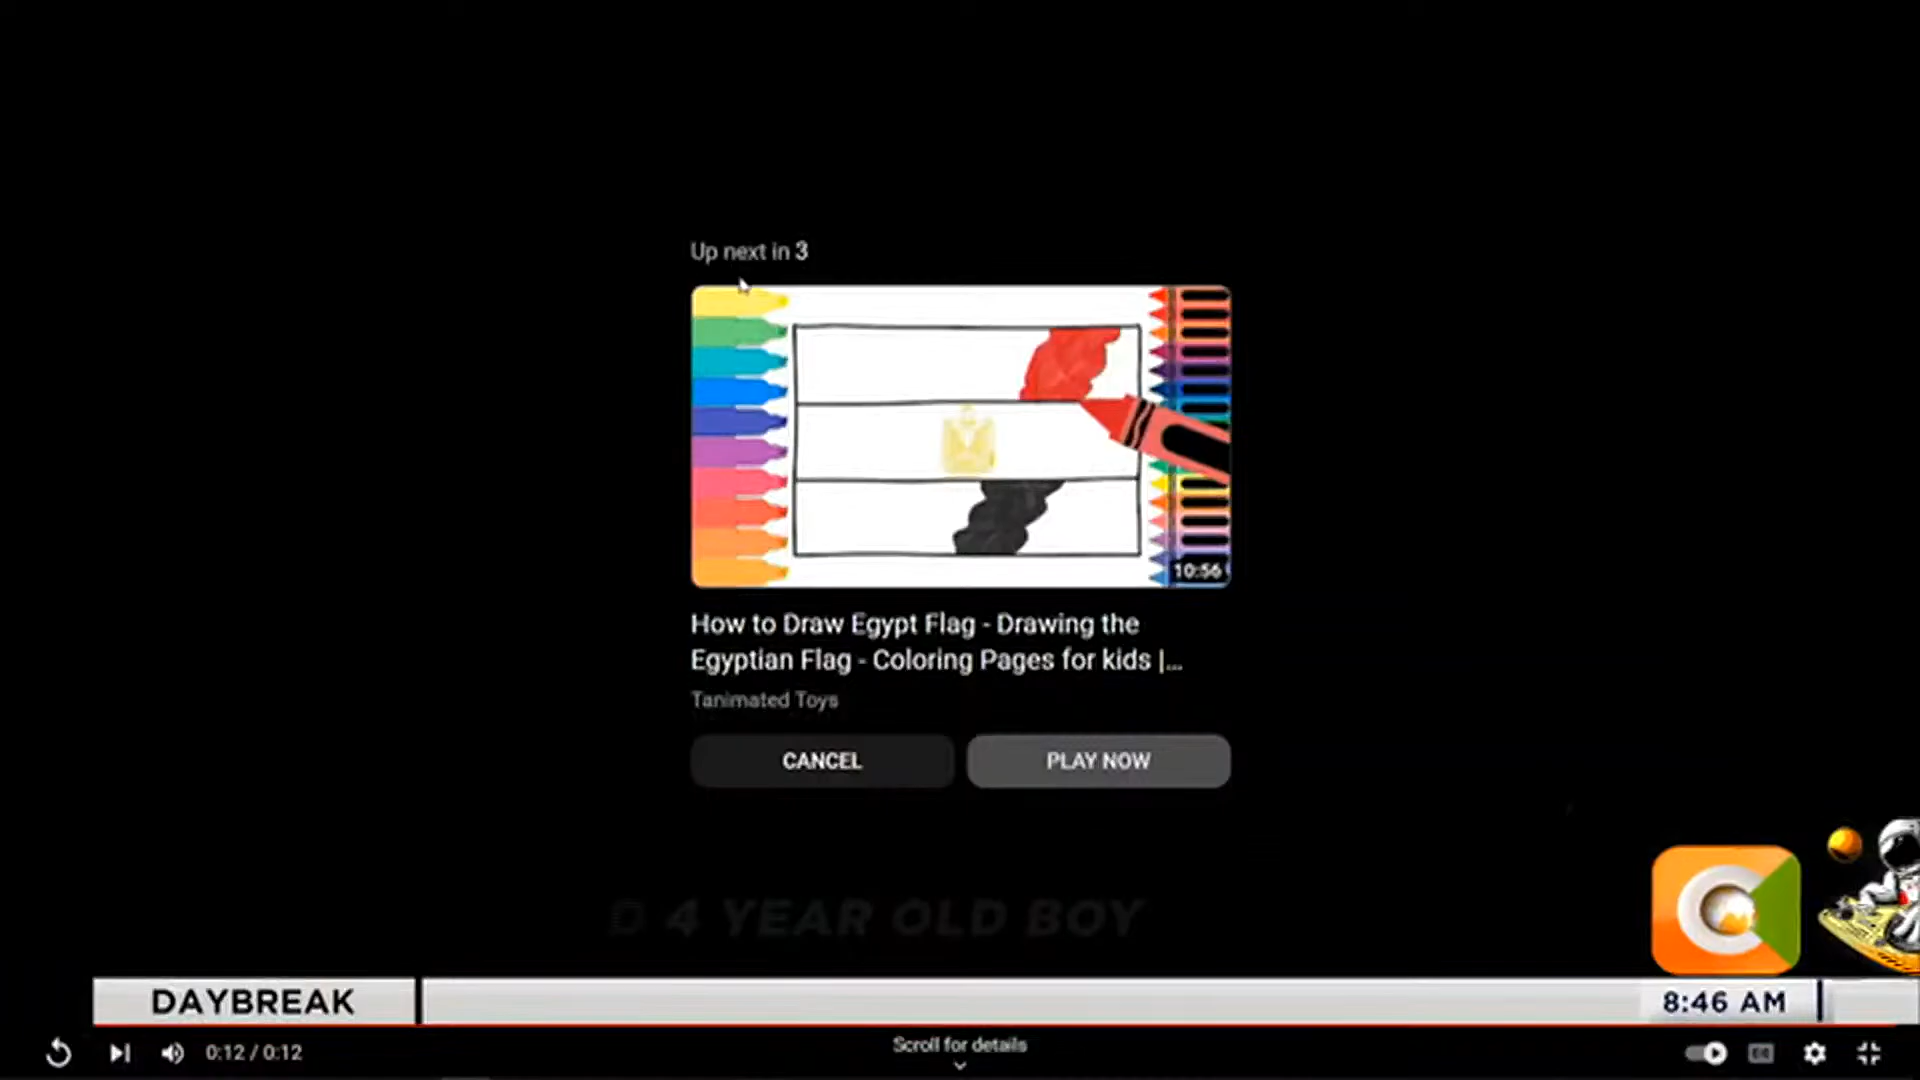 Up next in 3
10:56
How to Draw Egypt Flag - Drawing the
Egyptian Flag - Coloring Pages for kids |...
Tanimated Toys
CANCEL
PLAY NOW
D 4 YEAR OLD BOY
DAYBREAK
8:46 AM
0:12 / 0:12
Scroll for details